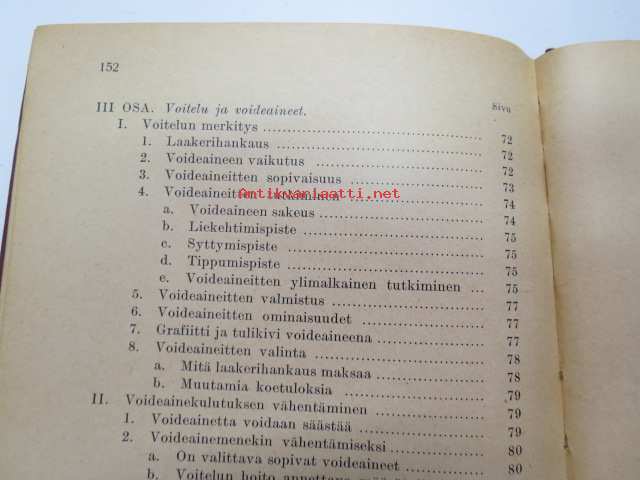 152
III OSA. Voitelu ja voideaineet. Sivu
I. Voitelun merkitys 72
1. Laakerihankaus 72
2. Voideaineen vaikutus 72
3. Voideaineitten sopivaisuus 73
4. Voideaineitten tutkiminen 74
Antikvariaatti.net
a. Voideaineen sakeus 74
b. Liekehtimispiste 75
c. Syttymispiste 75
d. Tippumispiste 75
e. Voideaineitten ylimalkainen tutkiminen 75
5. Voideaineitten valmistus 77
6. Voideaineitten ominaisuudet 77
7. Grafiitti ja tulikivi voideaineena 77
8. Voideaineitten valinta 78
a. Mitä laakerihankaus maksaa 78
b. Muutamia koetuloksia 79
II. Voideainekulutuksen vähentäminen 79
1. Voideainetta voidaan säästää 79
2. Voideainemenekin vähentämiseksi 80
a. On valittava sopivat voideaineet 80
b. Voitelun hoito annettava